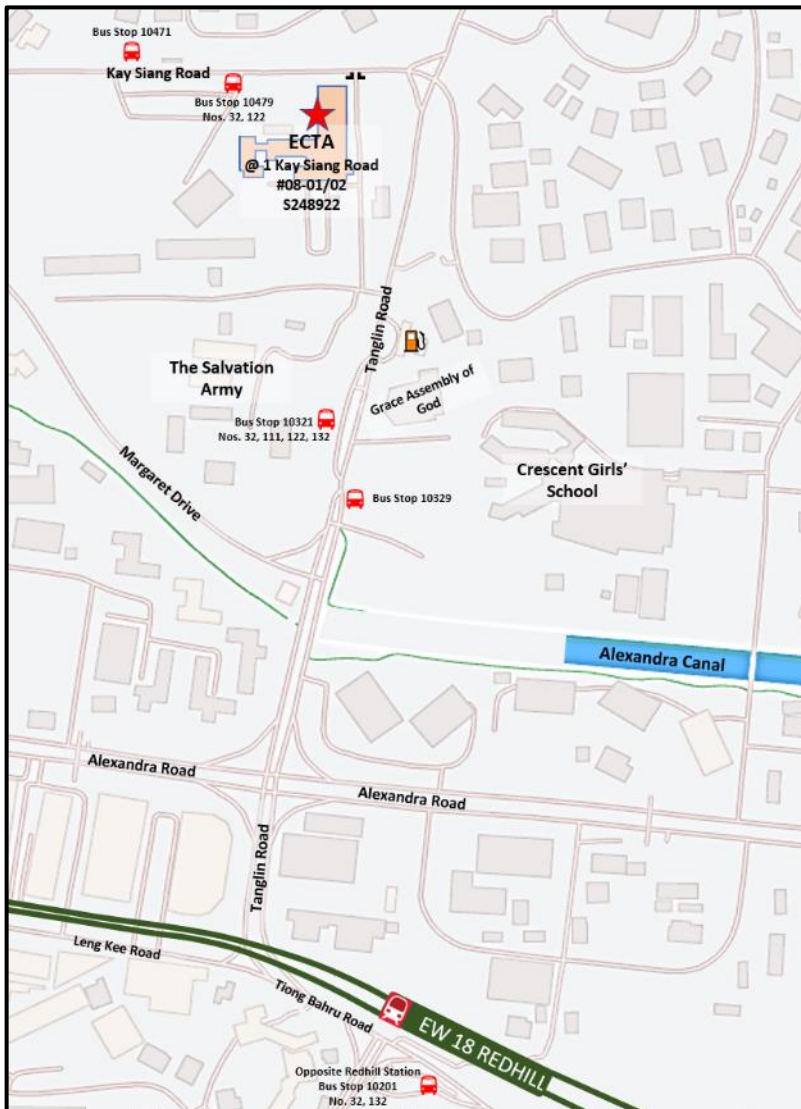 Bus Stop 10471
Kay Siang Road
Bus Stop 10479
Nos. 32, 122
ECTA
@ 1 Kay Siang Road
#08-01/02
S248922
Tanglin Road
The Salvation
Army
Grace Assembly of
God
Bus Stop 10321
Nos. 32, 111, 122, 132
Margaret Drive
Crescent Girls'
School
Bus Stop 10329
Alexandra Canal
Alexandra Road
Alexandra Road
Tanglin Road
Leng Kee Road
Tiong Bahru Road
EW 18 REDHILL
Opposite Redhill Station
Bus Stop 10201
No. 32, 132